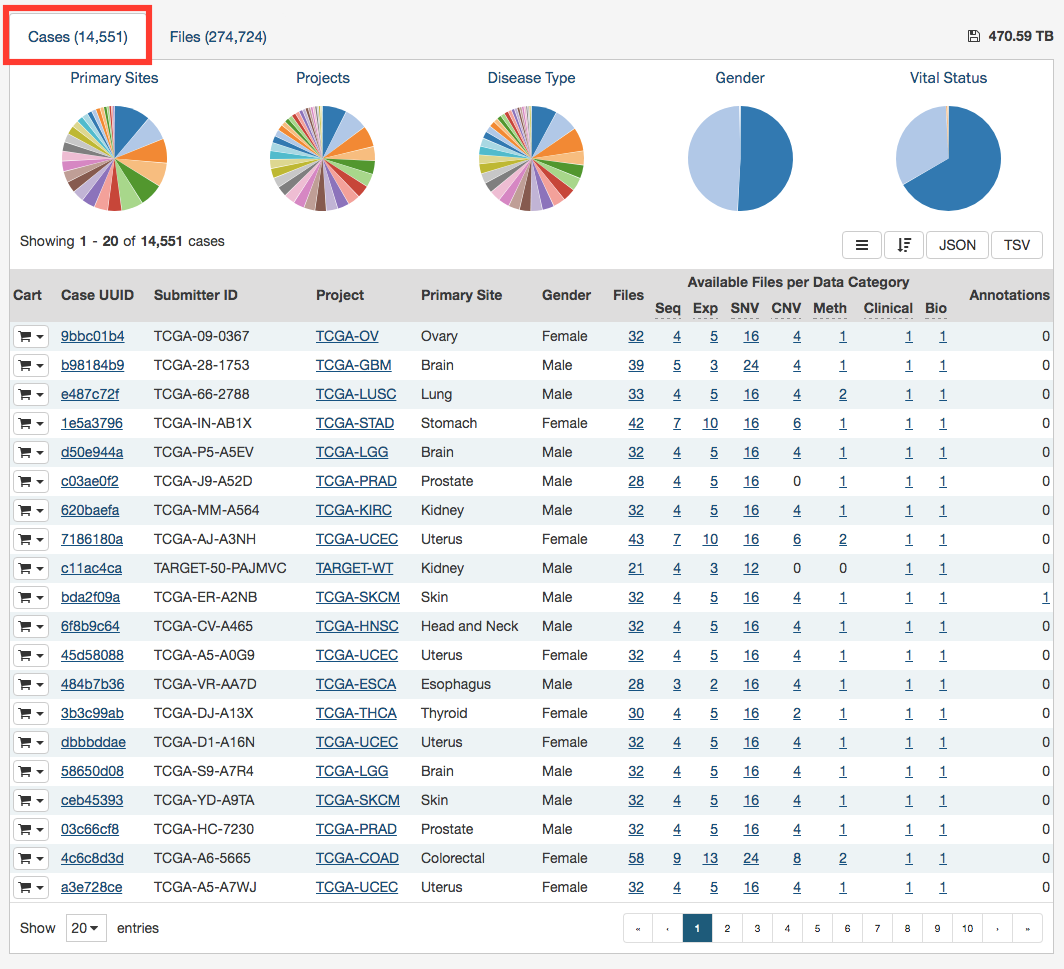 Cases (14,551) Files (274,724) 470.59 TB
Primary Sites Projects Disease Type Gender Vital Status
Showing 1 - 20 of 14,551 cases JSON TSV
Available Files per Data Category
Cart Case UUID Submitter ID Project Primary Site Gender Files Annotations
Seq Exp SNV CNV Meth Clinical Bio
9bbc01b4 TCGA-09-0367 TCGA-OV Ovary Female 32 4 5 16 4 1 1 1 0
b98184b9 TCGA-28-1753 TCGA-GBM Brain Male 39 5 3 24 4 1 1 1 0
e487c72f TCGA-66-2788 TCGA-LUSC Lung Male 33 4 5 16 4 2 1 1 0
1e5a3796 TCGA-IN-AB1X TCGA-STAD Stomach Female 42 7 10 16 6 1 1 1 0
d50e944a TCGA-P5-A5EV TCGA-LGG Brain Male 32 4 5 16 4 1 1 1 0
c03ae0f2 TCGA-J9-A52D TCGA-PRAD Prostate Male 28 4 5 16 0 1 1 1 0
620baefa TCGA-MM-A564 TCGA-KIRC Kidney Male 32 4 5 16 4 1 1 1 0
7186180a TCGA-AJ-A3NH TCGA-UCEC Uterus Female 43 7 10 16 6 2 1 1 0
c11ac4ca TARGET-50-PAJMVC TARGET-WT Kidney Male 21 4 3 12 0 0 1 1 0
bda2f09a TCGA-ER-A2NB TCGA-SKCM Skin Male 32 4 5 16 4 1 1 1 1
6f8b9c64 TCGA-CV-A465 TCGA-HNSC Head and Neck Male 32 4 5 16 4 1 1 1 0
45d58088 TCGA-A5-A0G9 TCGA-UCEC Uterus Female 32 4 5 16 4 1 1 1 0
484b7b36 TCGA-VR-AA7D TCGA-ESCA Esophagus Male 28 3 2 16 4 1 1 1 0
3b3c99ab TCGA-DJ-A13X TCGA-THCA Thyroid Female 30 4 5 16 2 1 1 1 0
dbbbddae TCGA-D1-A16N TCGA-UCEC Uterus Female 32 4 5 16 4 1 1 1 0
58650d08 TCGA-S9-A7R4 TCGA-LGG Brain Male 32 4 5 16 4 1 1 1 0
ceb45393 TCGA-YD-A9TA TCGA-SKCM Skin Male 32 4 5 16 4 1 1 1 0
03c66cf8 TCGA-HC-7230 TCGA-PRAD Prostate Male 32 4 5 16 4 1 1 1 0
4c6c8d3d TCGA-A6-5665 TCGA-COAD Colorectal Female 58 9 13 24 8 2 1 1 0
a3e728ce TCGA-A5-A7WJ TCGA-UCEC Uterus Female 32 4 5 16 4 1 1 1 0
Show 20 entries « ‹ 1 2 3 4 5 6 7 8 9 10 › »